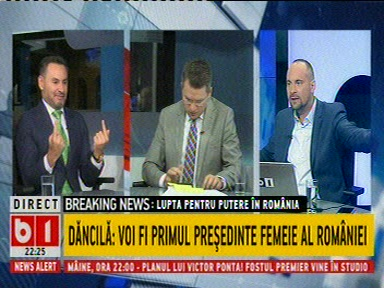 DIRECT
BREAKING NEWS: LUPTA PENTRU PUTERE ÎN ROMÂNIA
b1
DĂNCILĂ: VOI FI PRIMUL PREŞEDINTE FEMEIE AL ROMÂNIEI
22:25
NEWS ALERT MÂINE, ORA 22:00 - PLANUL LUI VICTOR PONTA! FOSTUL PREMIER VINE ÎN STUDIO